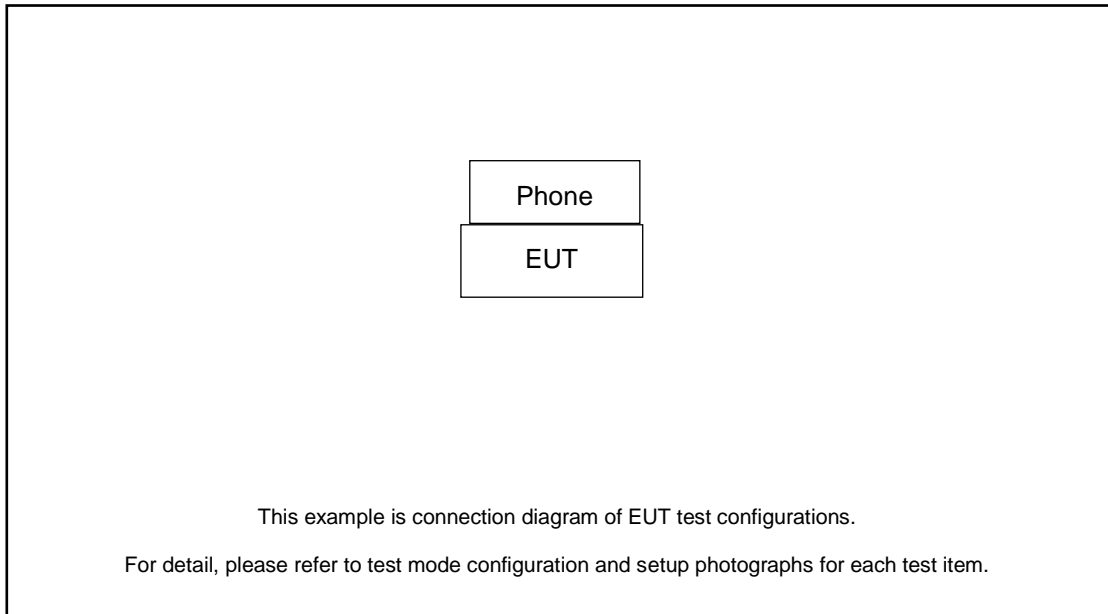 Phone
EUT
This example is connection diagram of EUT test configurations.
For detail, please refer to test mode configuration and setup photographs for each test item.